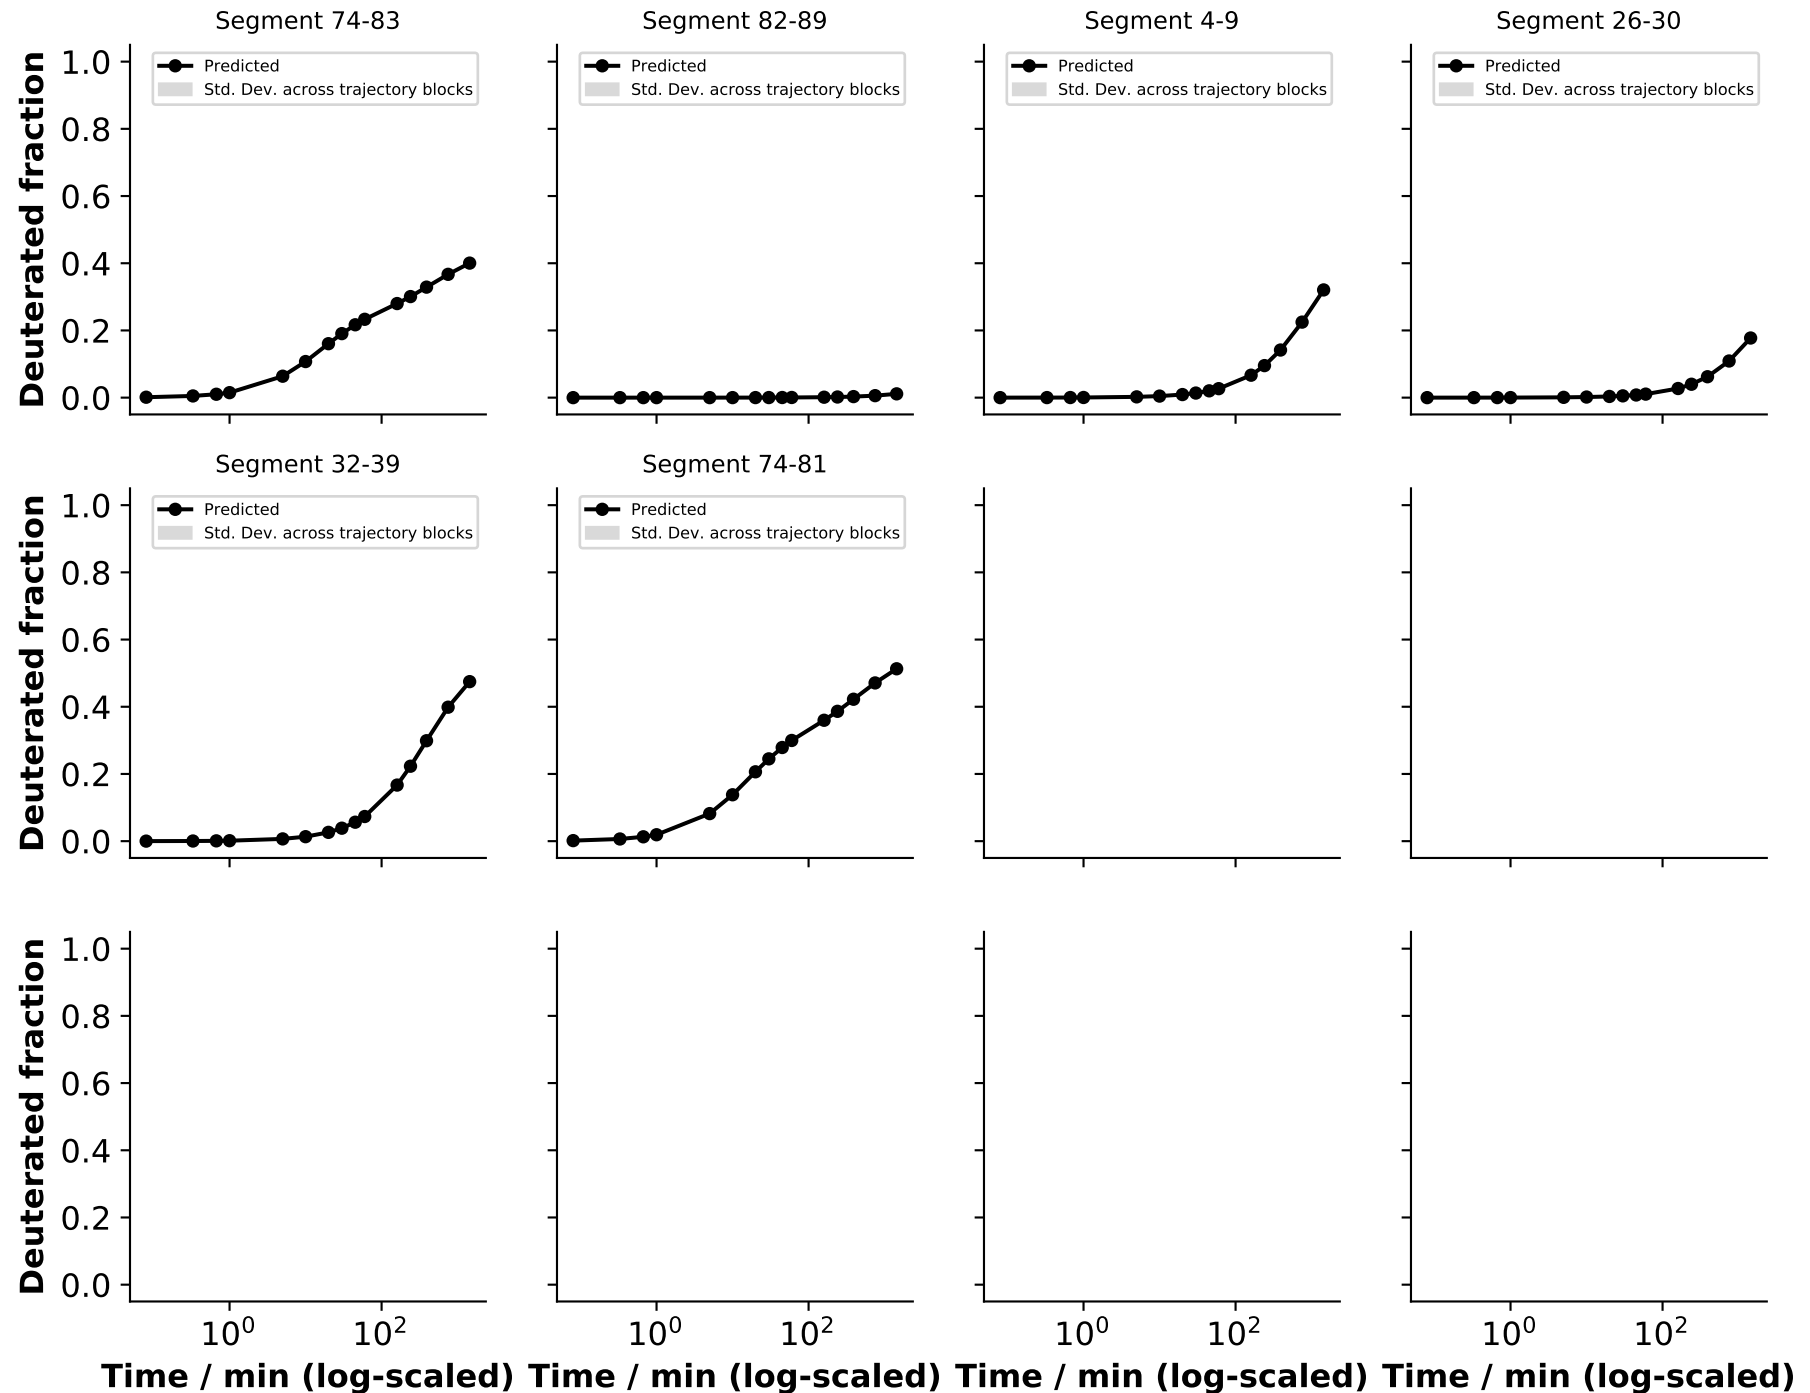 Segment 74-83
Segment 82-89
Segment 4-9
Segment 26-30
Deuterated fraction
1.0
0.8
0.6
0.4
0.2
0.0
Predicted
Std. Dev. across trajectory blocks
Predicted
Std. Dev. across trajectory blocks
Predicted
Std. Dev. across trajectory blocks
Predicted
Std. Dev. across trajectory blocks
Segment 32-39
Segment 74-81
Deuterated fraction
1.0
0.8
0.6
0.4
0.2
0.0
Predicted
Std. Dev. across trajectory blocks
Predicted
Std. Dev. across trajectory blocks
Deuterated fraction
1.0
0.8
0.6
0.4
0.2
0.0
10⁰ 10²
10⁰ 10²
10⁰ 10²
10⁰ 10²
Time / min (log-scaled)
Time / min (log-scaled)
Time / min (log-scaled)
Time / min (log-scaled)